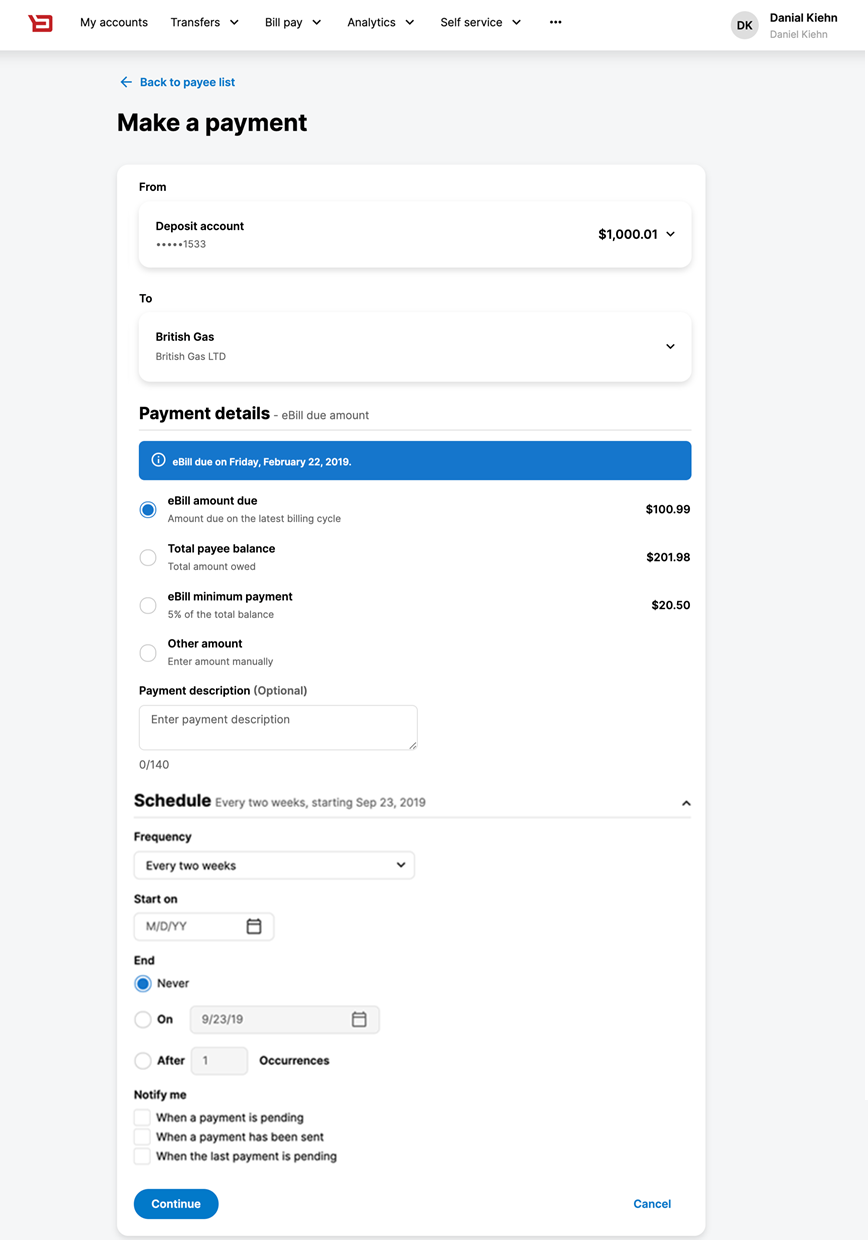 My accounts Transfers Bill pay Analytics Self service ••• DK Danial Kiehn
Daniel Kiehn
Back to payee list
Make a payment
From
Deposit account
•••••1533
$1,000.01
To
British Gas
British Gas LTD
Payment details - eBill due amount
eBill due on Friday, February 22, 2019.
eBill amount due
Amount due on the latest billing cycle
$100.99
Total payee balance
Total amount owed
$201.98
eBill minimum payment
5% of the total balance
$20.50
Other amount
Enter amount manually
Payment description (Optional)
Enter payment description
0/140
Schedule Every two weeks, starting Sep 23, 2019
Frequency
Every two weeks
Start on
M/D/YY
End
Never
On 9/23/19
After 1 Occurrences
Notify me
When a payment is pending
When a payment has been sent
When the last payment is pending
Continue Cancel